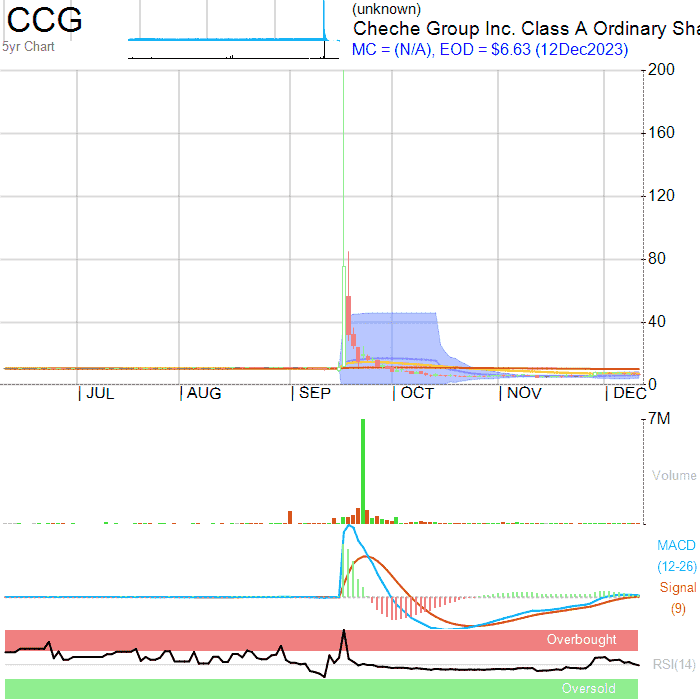 CCG
5yr Chart
(unknown)
Cheche Group Inc. Class A Ordinary Sha
MC = (N/A), EOD = $6.63 (12Dec2023)
200
160
120
80
40
0
JUL AUG SEP OCT NOV DEC
7M
Volume
MACD
(12-26)
Signal
(9)
Overbought
RSI(14)
Oversold